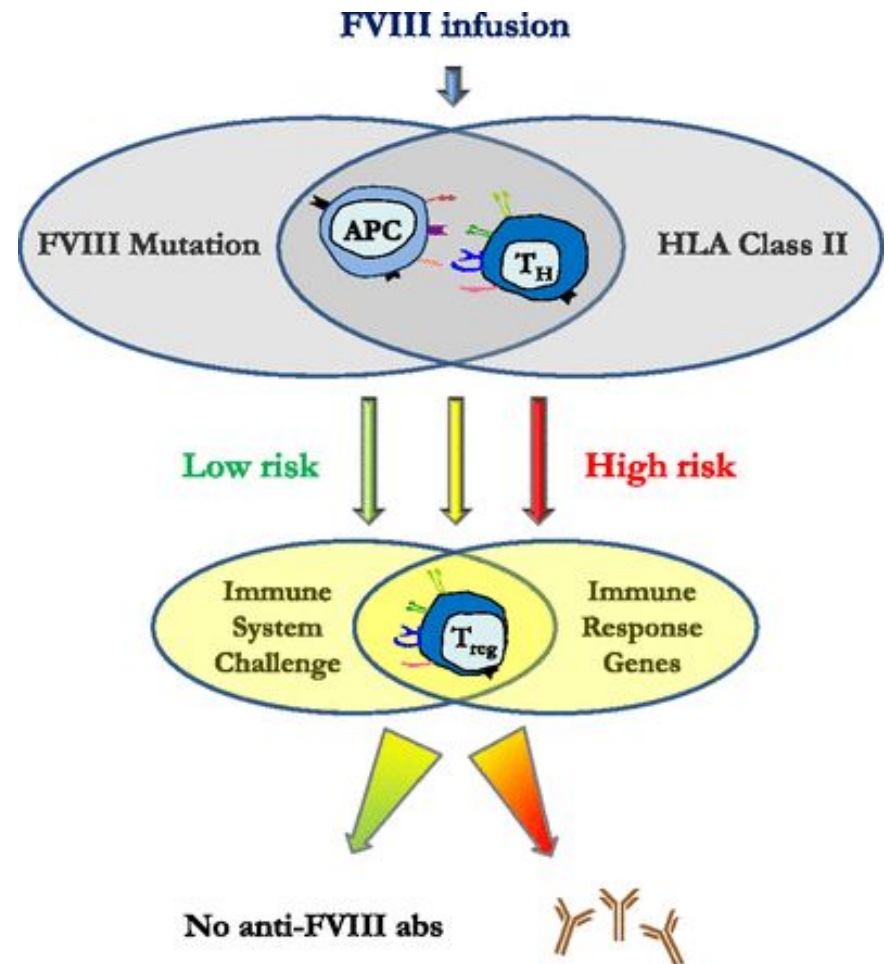 FVIII infusion
FVIII Mutation
APC
TH
HLA Class II
Low risk
High risk
Immune
System
Challenge
Treg
Immune
Response
Genes
No anti-FVIII abs